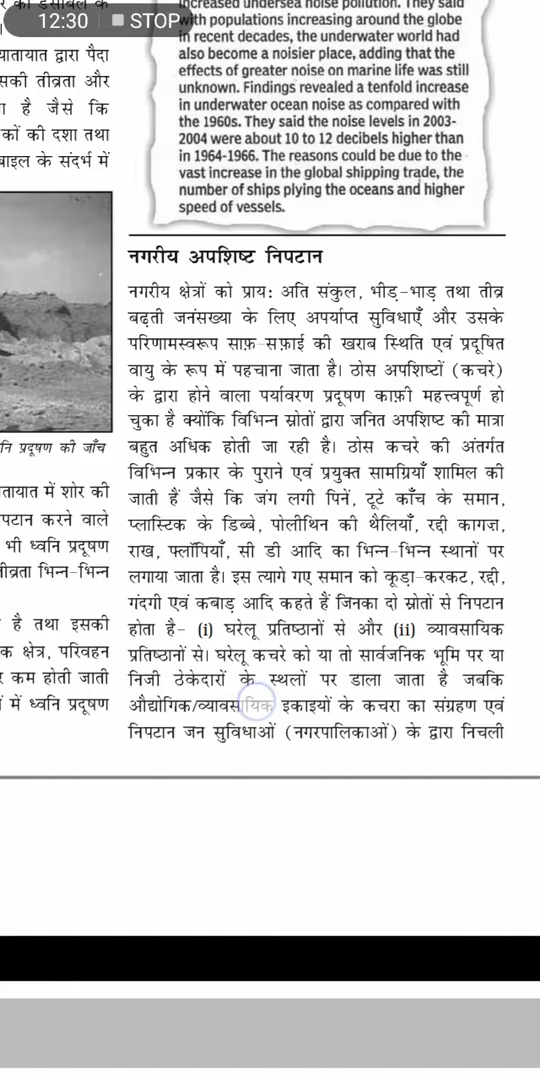 12:30 STOP
increased undersea noise pollution. They said
with populations increasing around the globe
in recent decades, the underwater world had
also become a noisier place, adding that the
effects of greater noise on marine life was still
unknown. Findings revealed a tenfold increase
in underwater ocean noise as compared with
the 1960s. They said the noise levels in 2003-
2004 were about 10 to 12 decibels higher than
in 1964-1966. The reasons could be due to the
vast increase in the global shipping trade, the
number of ships plying the oceans and higher
speed of vessels.
यातायात द्वारा पैदा
सकी तीव्रता और
ा है जैसे कि
कों की दशा तथा
बाइल के संदर्भ में
नि प्रदूषण की जाँच
तायात में शोर की
पटान करने वाले
भी ध्वनि प्रदूषण
तीव्रता भिन्न-भिन्न
है तथा इसकी
क क्षेत्र, परिवहन
र कम होती जाती
में ध्वनि प्रदूषण
नगरीय अपशिष्ट निपटान
नगरीय क्षेत्रों को प्राय: अति संकुल, भीड़-भाड़ तथा तीव्र
बढ़ती जनंसख्या के लिए अपर्याप्त सुविधाएँ और उसके
परिणामस्वरूप साफ़-सफ़ाई की खराब स्थिति एवं प्रदूषित
वायु के रूप में पहचाना जाता है। ठोस अपशिष्टों (कचरे)
के द्वारा होने वाला पर्यावरण प्रदूषण काफ़ी महत्त्वपूर्ण हो
चुका है क्योंकि विभिन्न स्रोतों द्वारा जनित अपशिष्ट की मात्रा
बहुत अधिक होती जा रही है। ठोस कचरे की अंतर्गत
विभिन्न प्रकार के पुराने एवं प्रयुक्त सामग्रियाँ शामिल की
जाती हैं जैसे कि जंग लगी पिनें, टूटे काँच के समान,
प्लास्टिक के डिब्बे, पोलीथिन की थैलियाँ, रद्दी कागज़,
राख, फ्लॉपियाँ, सी डी आदि का भिन्न-भिन्न स्थानों पर
लगाया जाता है। इस त्यागे गए समान को कूड़ा-करकट, रद्दी,
गंदगी एवं कबाड़ आदि कहते हैं जिनका दो स्रोतों से निपटान
होता है- (i) घरेलू प्रतिष्ठानों से और (ii) व्यावसायिक
प्रतिष्ठानों से। घरेलू कचरे को या तो सार्वजनिक भूमि पर या
निजी ठेकेदारों के स्थलों पर डाला जाता है जबकि
औद्योगिक/व्यावसायिक इकाइयों के कचरा का संग्रहण एवं
निपटान जन सुविधाओं (नगरपालिकाओं) के द्वारा निचली